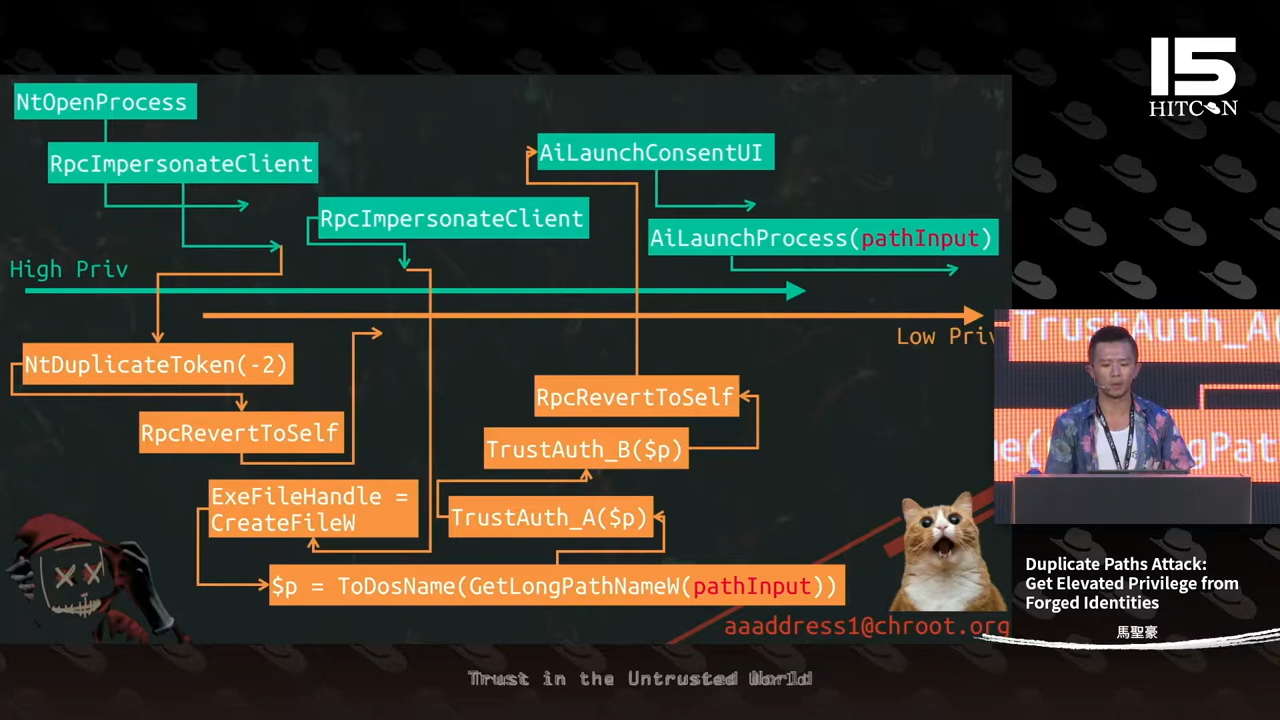 NtOpenProcess
RpcImpersonateClient
RpcImpersonateClient
AiLaunchConsentUI
AiLaunchProcess(pathInput)
High Priv
Low Priv
NtDuplicateToken(-2)
RpcRevertToSelf
ExeFileHandle =
CreateFileW
$p = ToDosName(GetLongPathNameW(pathInput))
TrustAuth_A($p)
TrustAuth_B($p)
RpcRevertToSelf
aaaddress1@chroot.org
15
HITCON
TrustAuth_A
Duplicate Paths Attack:
Get Elevated Privilege from
Forged Identities
馬聖豪
Trust in the Untrusted World